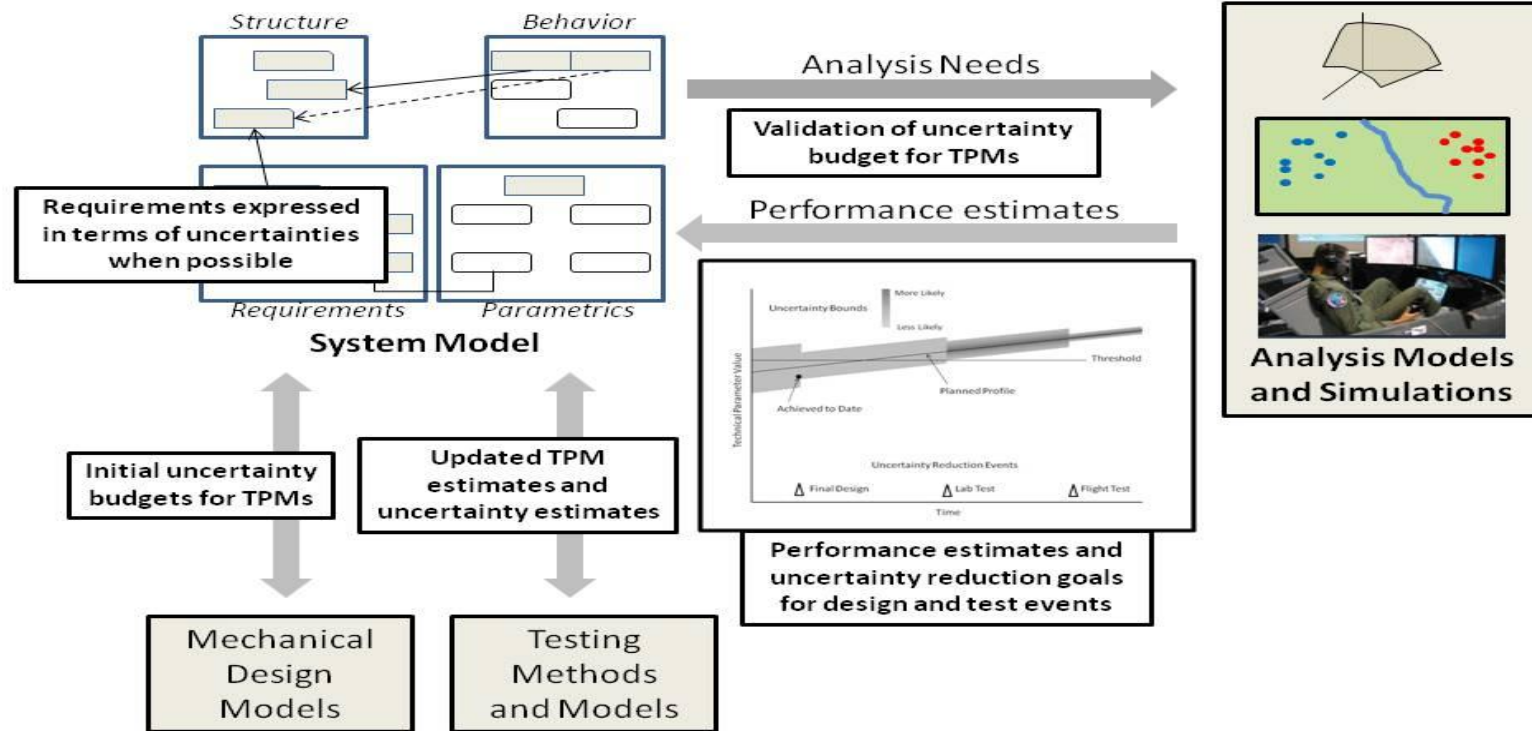 Structure
Behavior
Analysis Needs
Validation of uncertainty
budget for TPMs
Requirements expressed
in terms of uncertainties
when possible
Performance estimates
Requirements
Parametrics
System Model
More Likely
Uncertainty Bounds
Less Likely
Threshold
Technical Parameter Value
Planned Profile
Achieved to Date
Uncertainty Reduction Events
Final Design
Lab Test
Flight Test
Time
Analysis Models
and Simulations
Initial uncertainty
budgets for TPMs
Updated TPM
estimates and
uncertainty estimates
Performance estimates and
uncertainty reduction goals
for design and test events
Mechanical
Design
Models
Testing
Methods
and Models